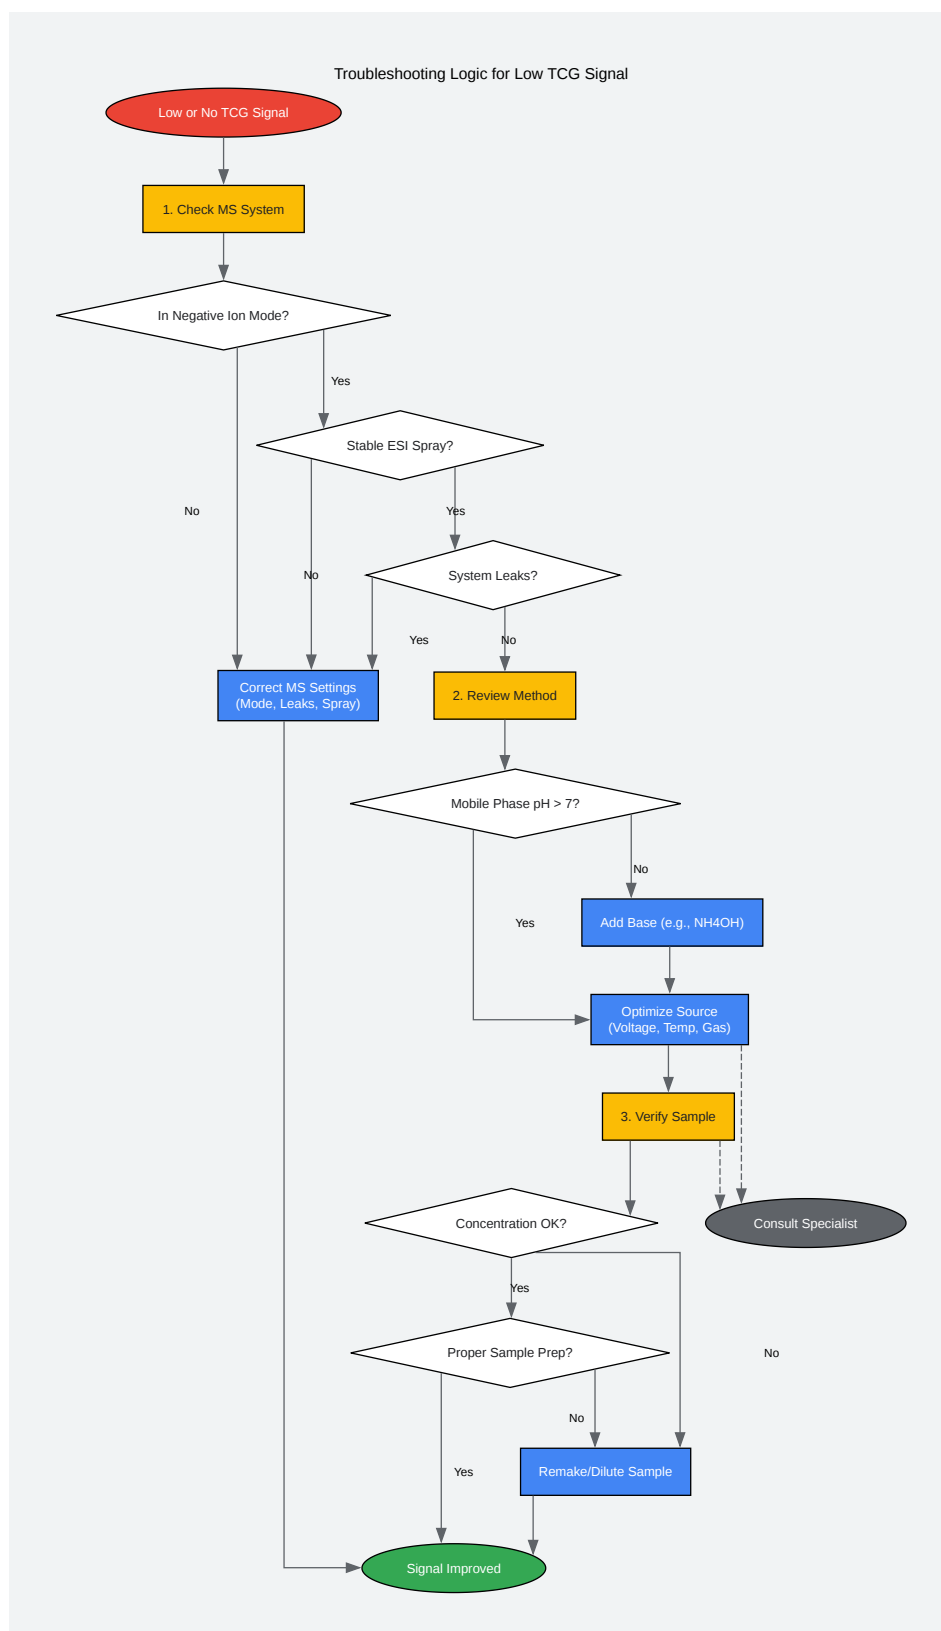 Troubleshooting Logic for Low TCG Signal
Low or No TCG Signal
1. Check MS System
In Negative Ion Mode?
Yes
Stable ESI Spray?
No
Yes
No
System Leaks?
Yes
No
Correct MS Settings
(Mode, Leaks, Spray)
2. Review Method
Mobile Phase pH > 7?
No
Yes
Add Base (e.g., NH4OH)
Optimize Source
(Voltage, Temp, Gas)
3. Verify Sample
Concentration OK?
Consult Specialist
Yes
Proper Sample Prep?
No
No
Yes
Remake/Dilute Sample
Signal Improved